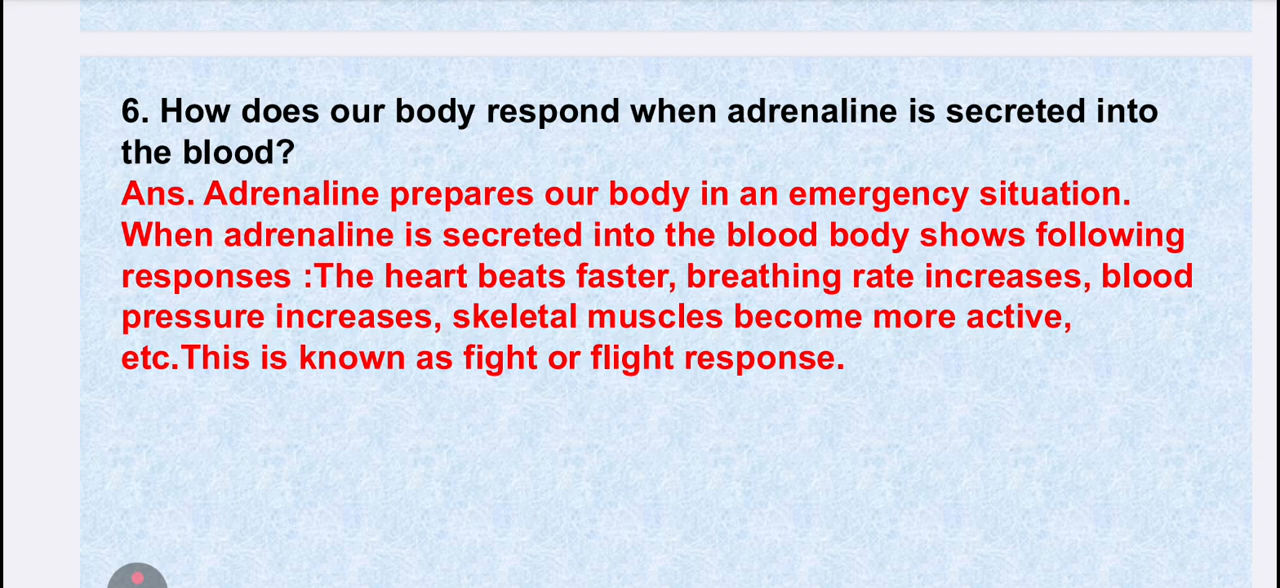 6. How does our body respond when adrenaline is secreted into
the blood?
Ans. Adrenaline prepares our body in an emergency situation.
When adrenaline is secreted into the blood body shows following
responses :The heart beats faster, breathing rate increases, blood
pressure increases, skeletal muscles become more active,
etc.This is known as fight or flight response.